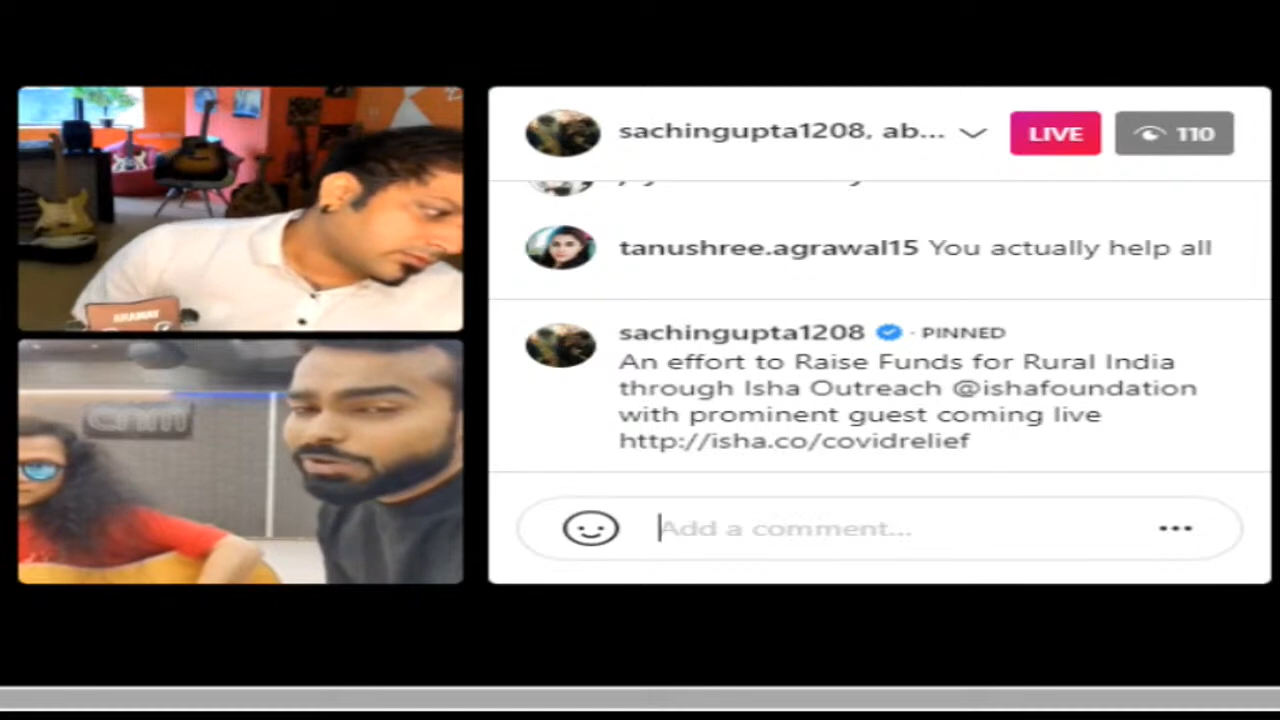 sachingupta1208, ab...
LIVE
110
tanushree.agrawal15 You actually help all
sachingupta1208 · PINNED
An effort to Raise Funds for Rural India
through Isha Outreach @ishafoundation
with prominent guest coming live
http://isha.co/covidrelief
Add a comment...